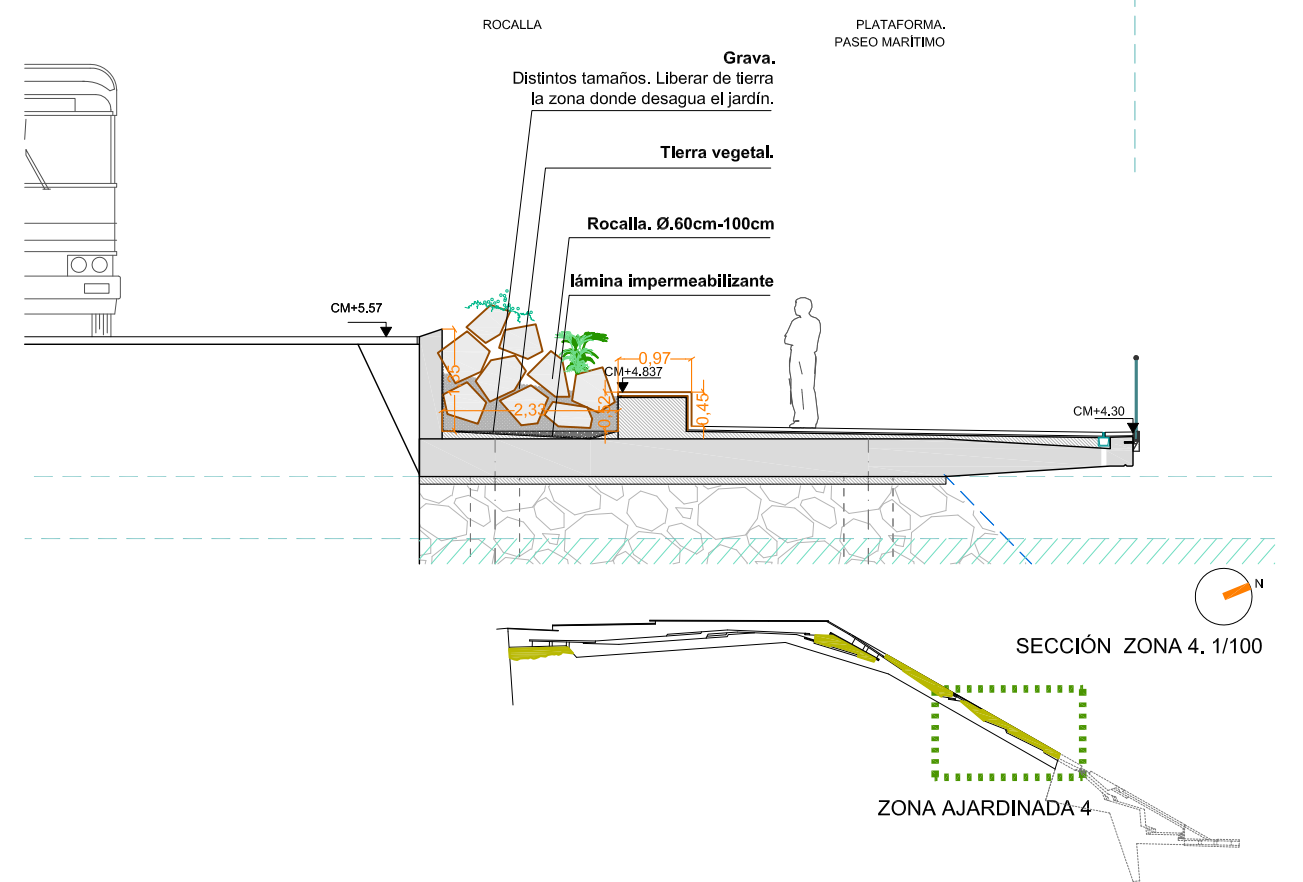 ROCALLA
PLATAFORMA.
PASEO MARÍTIMO
Grava.
Distintos tamaños. Liberar de tierra
la zona donde desagua el jardín.
TIerra vegetal.
Rocalla. Ø.60cm-100cm
lámina impermeabilizante
CM+5.57
0,97
CM+4.837
2,33
0,52
0,45
CM+4.30
N
SECCIÓN ZONA 4. 1/100
ZONA AJARDINADA 4